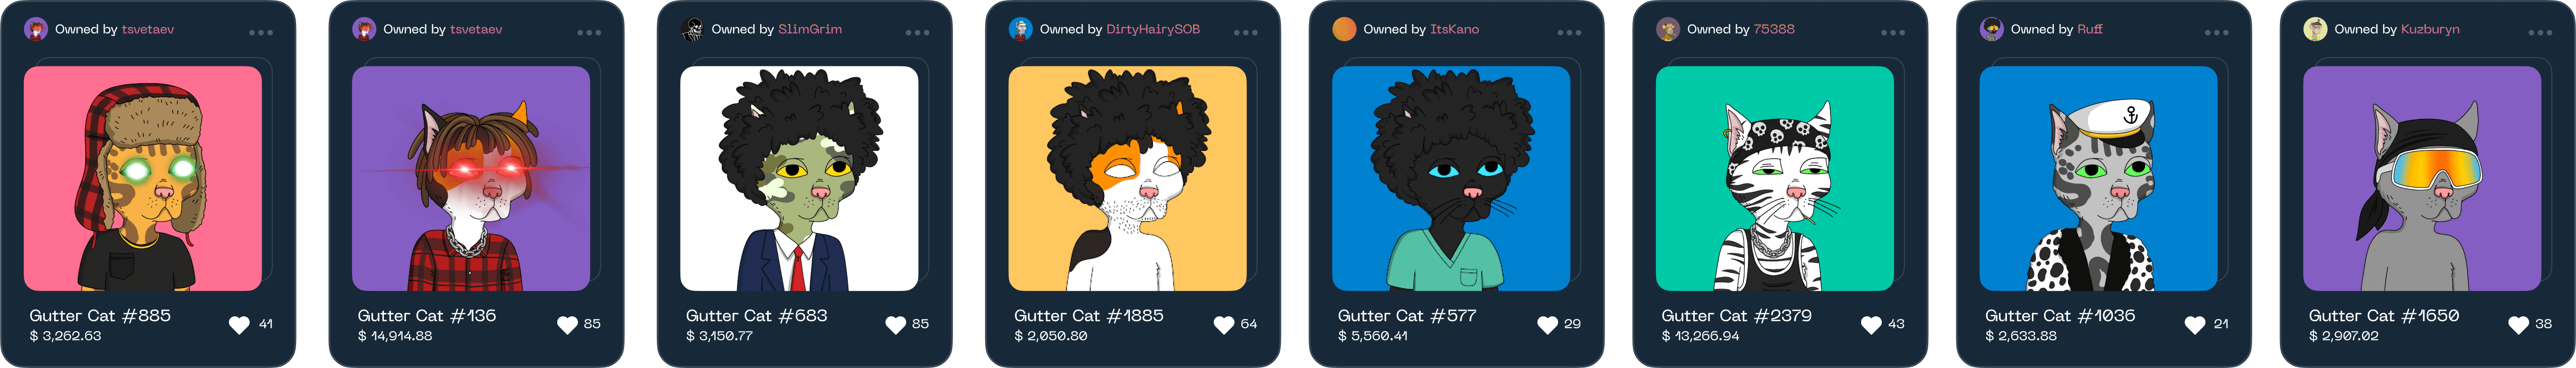 Owned by tsvetaev
Gutter Cat #885
$ 3,262.63
41
Owned by tsvetaev
Gutter Cat #136
$ 14,914.88
85
Owned by SlimGrim
Gutter Cat #683
$ 3,150.77
85
Owned by DirtyHairySOB
Gutter Cat #1885
$ 2,050.80
64
Owned by ItsKano
Gutter Cat #577
$ 5,560.41
29
Owned by 75388
Gutter Cat #2379
$ 13,266.94
43
Owned by Ruff
Gutter Cat #1036
$ 2,633.88
21
Owned by Kuzburyn
Gutter Cat #1650
$ 2,907.02
38